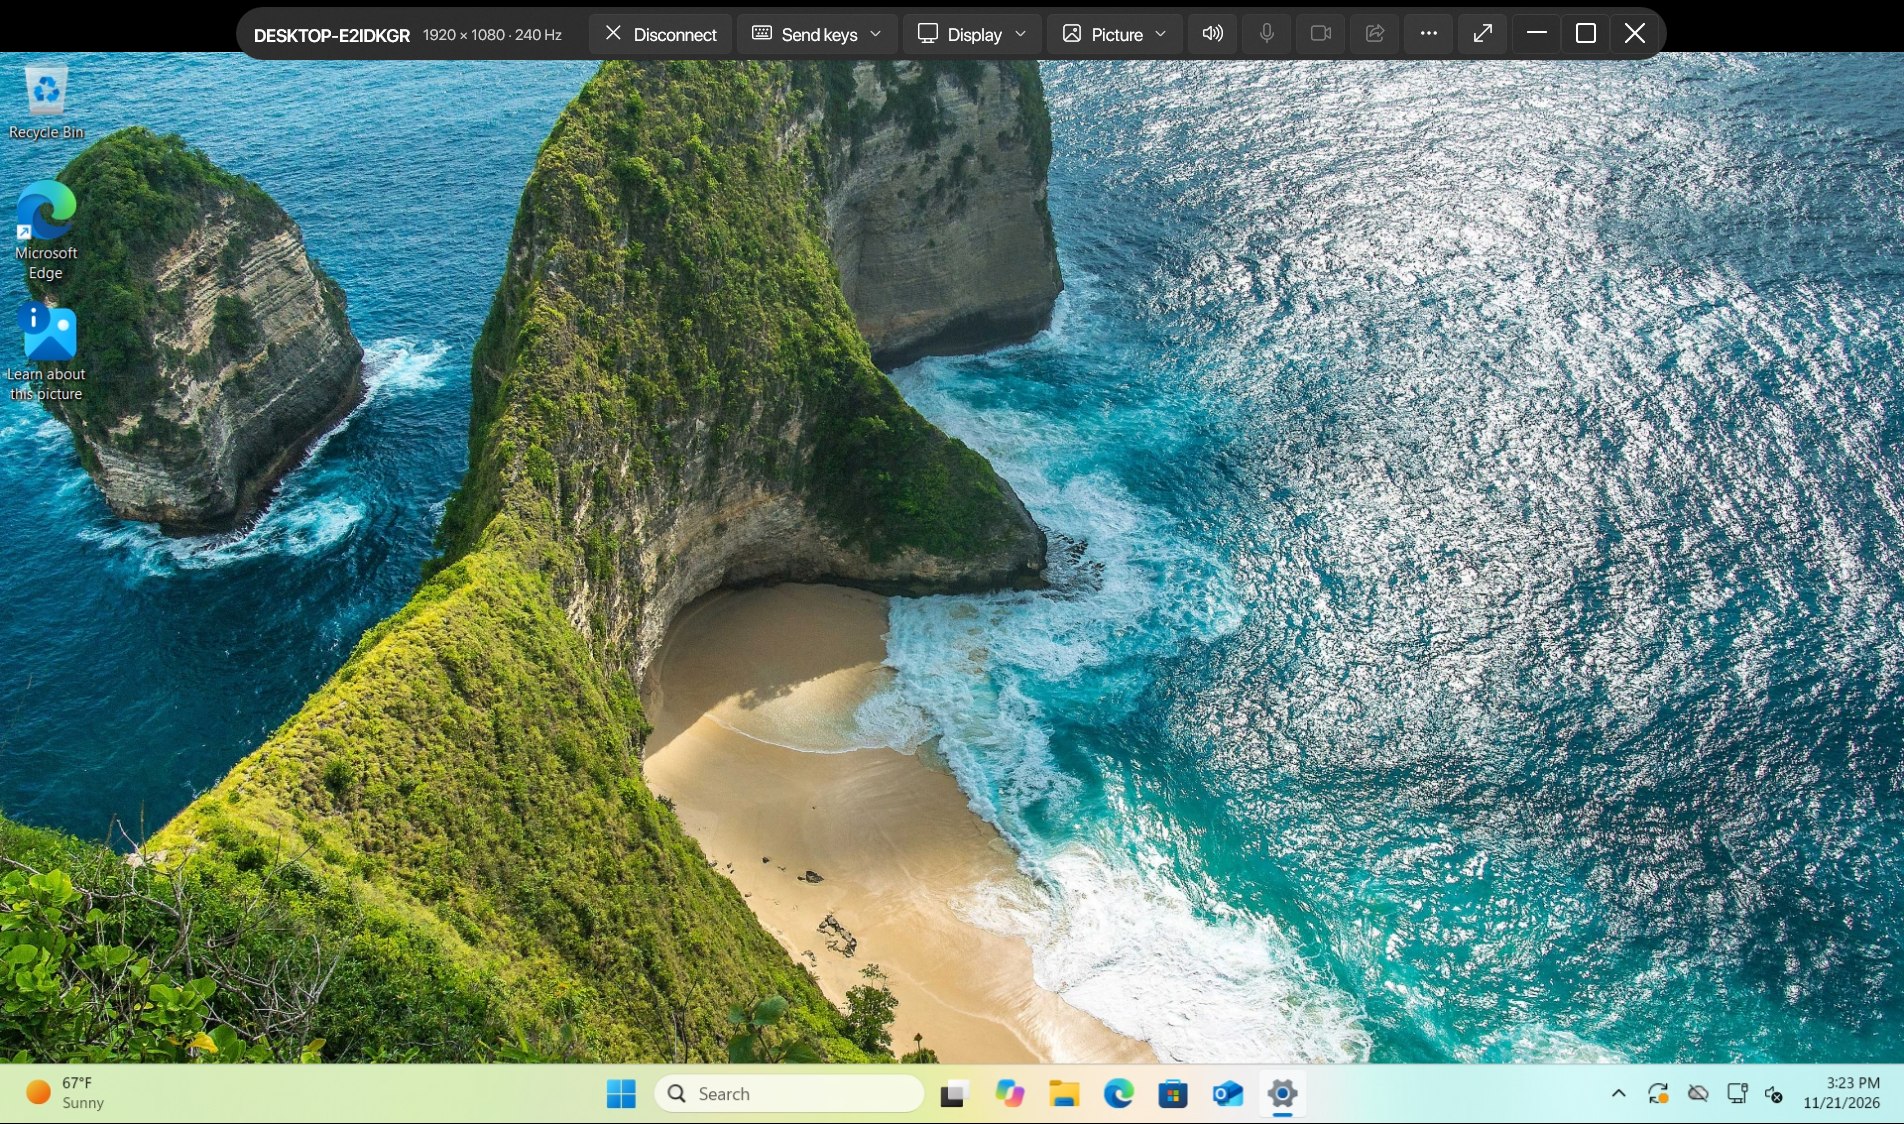 DESKTOP-E2IDKGR 1920 × 1080 · 240 Hz Disconnect Send keys Display Picture
Recycle Bin
Microsoft
Edge
Learn about
this picture
67°F
Sunny
Search
3:23 PM
11/21/2026